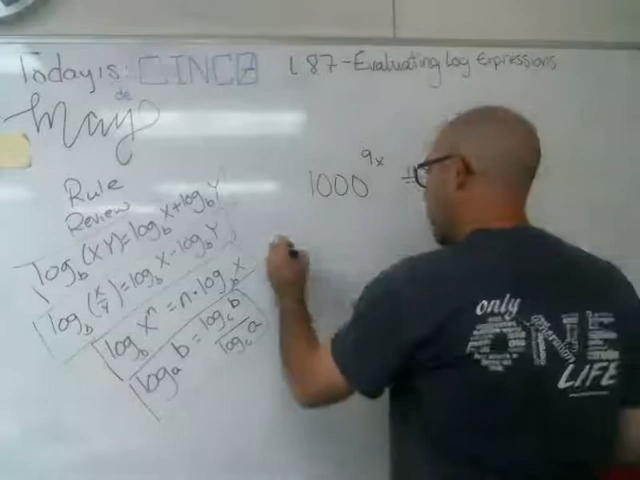 Today is: CINCO
de
Mayo
L 87 - Evaluating Log Expressions
Rule
Review
log_b (XY) = log_b X + log_b Y
log_b (X/Y) = log_b X - log_b Y
log_b X^n = n · log_b X
log_a b = log_c b / log_c a
1000^9x =
only
ONE
generation
LIFE